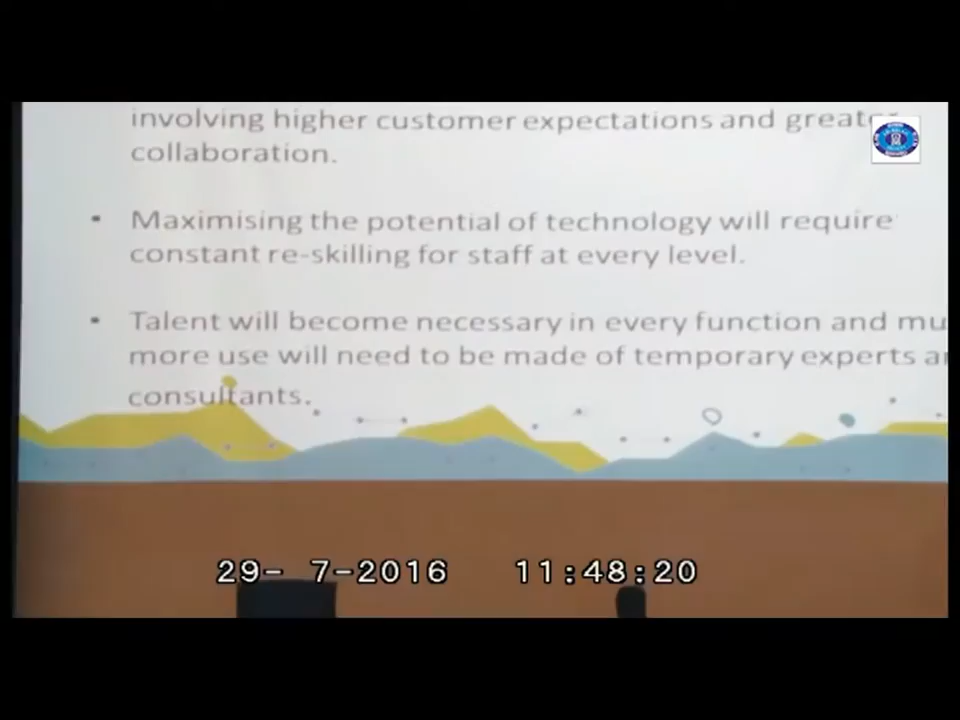 involving higher customer expectations and greater
collaboration.
• Maximising the potential of technology will require
constant re-skilling for staff at every level.
• Talent will become necessary in every function and mu
more use will need to be made of temporary experts a
consultants.
29- 7-2016 11:48:20